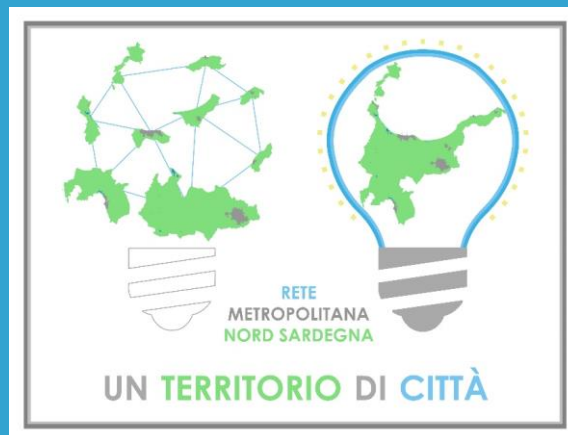 RETE
METROPOLITANA
NORD SARDEGNA
UN TERRITORIO DI CITTÀ